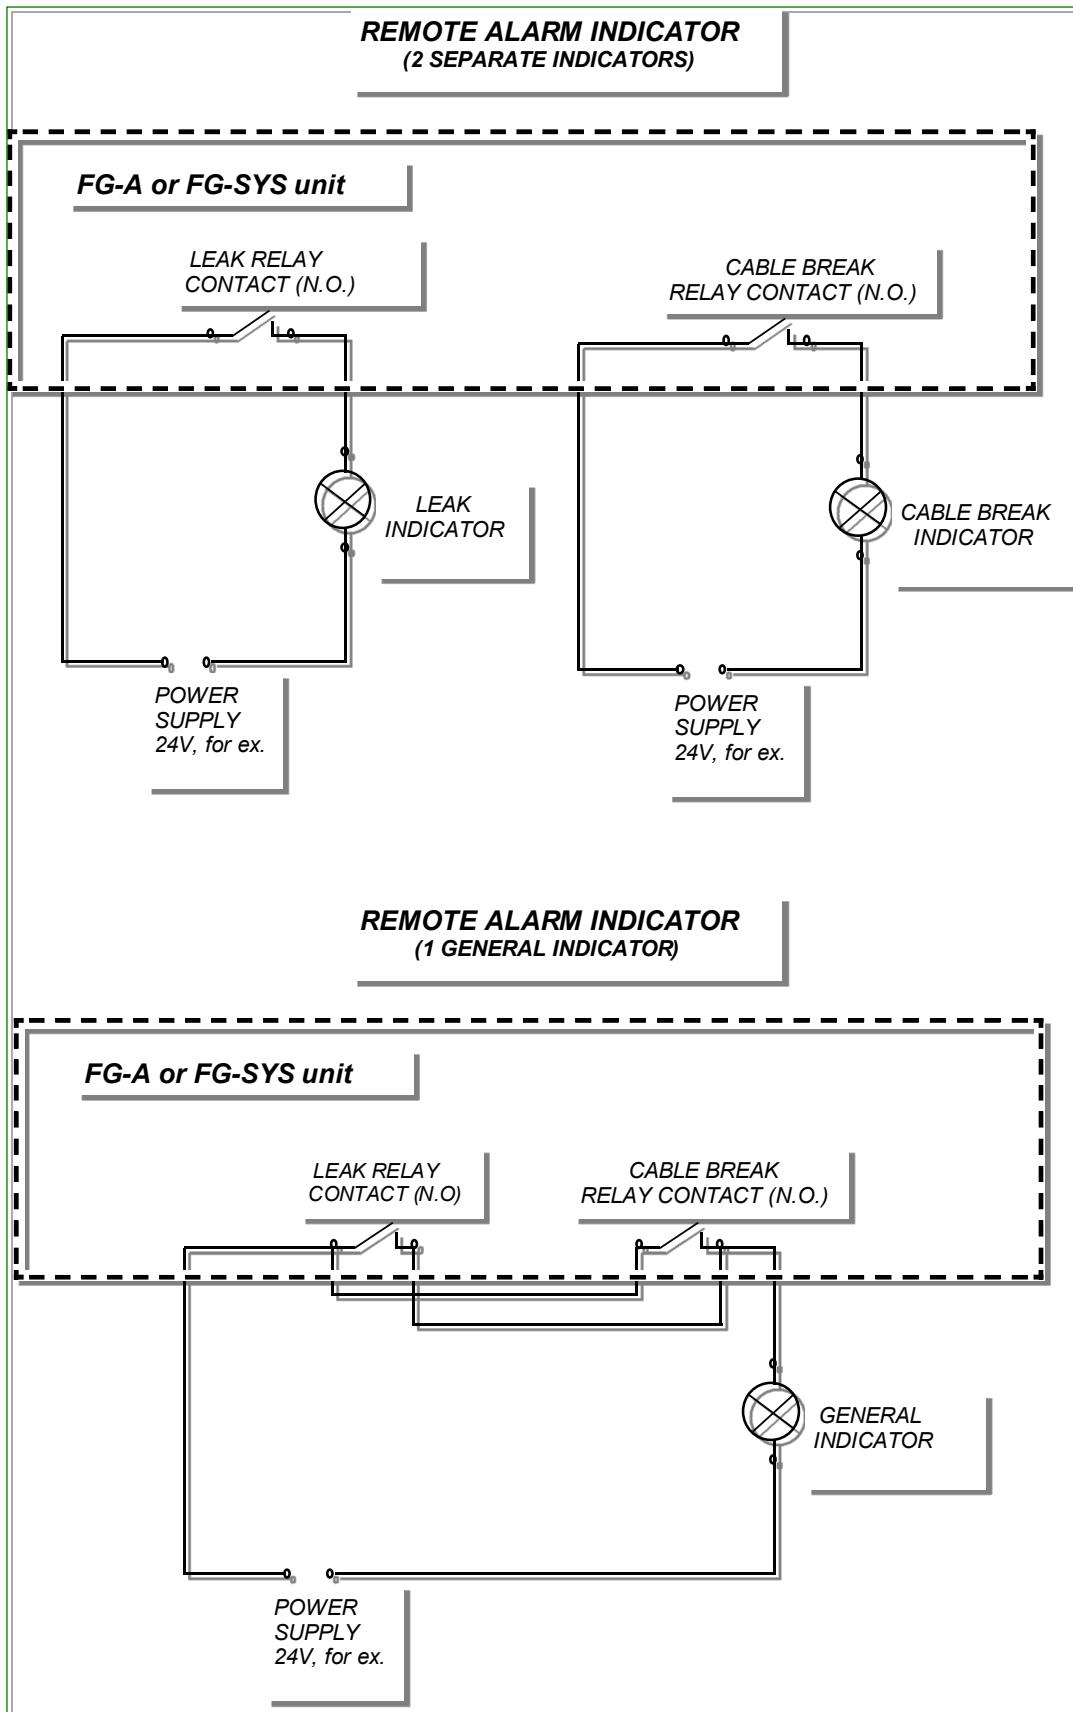 REMOTE ALARM INDICATOR
(2 SEPARATE INDICATORS)
FG-A or FG-SYS unit
LEAK RELAY
CONTACT (N.O.)
CABLE BREAK
RELAY CONTACT (N.O.)
LEAK
INDICATOR
CABLE BREAK
INDICATOR
POWER
SUPPLY
24V, for ex.
POWER
SUPPLY
24V, for ex.
REMOTE ALARM INDICATOR
(1 GENERAL INDICATOR)
FG-A or FG-SYS unit
LEAK RELAY
CONTACT (N.O)
CABLE BREAK
RELAY CONTACT (N.O.)
GENERAL
INDICATOR
POWER
SUPPLY
24V, for ex.